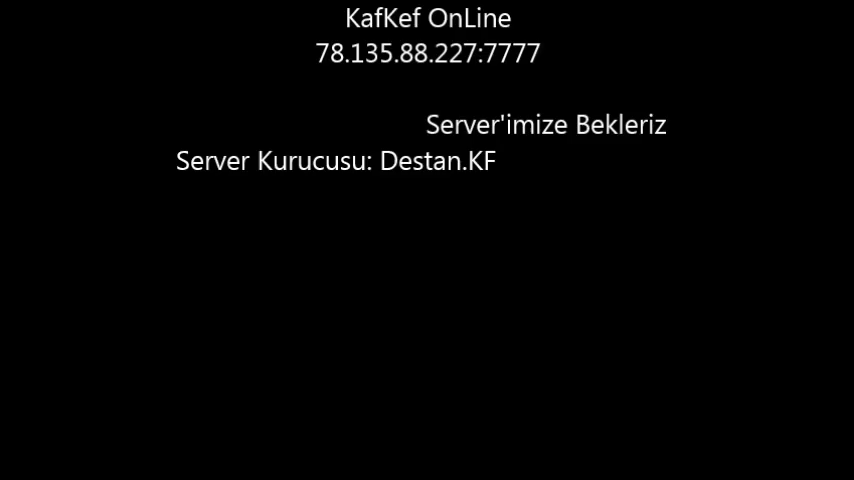 KafKef OnLine
78.135.88.227:7777
Server'imize Bekleriz
Server Kurucusu: Destan.KF